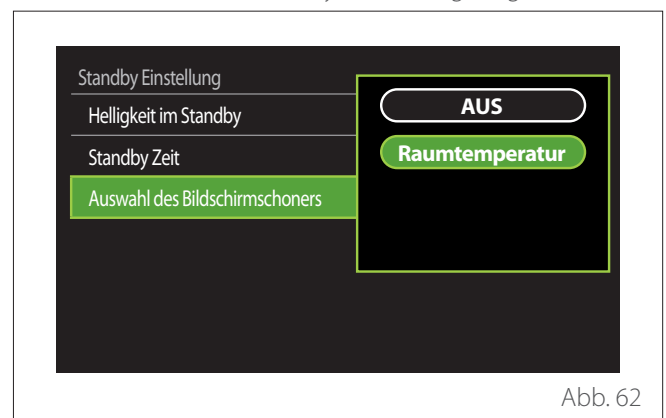 Standby Einstellung
Helligkeit im Standby
Standby Zeit
Auswahl des Bildschirmschoners
AUS
Raumtemperatur
Abb. 62